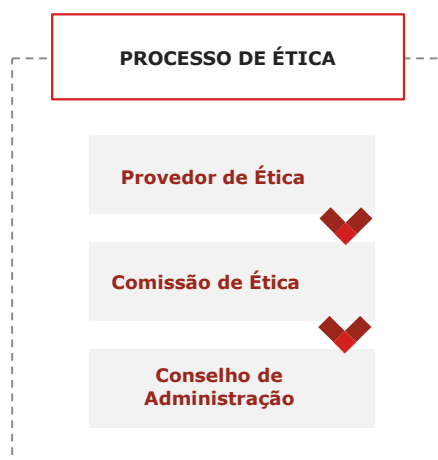 PROCESSO DE ÉTICA
Provedor de Ética
Comissão de Ética
Conselho de
Administração